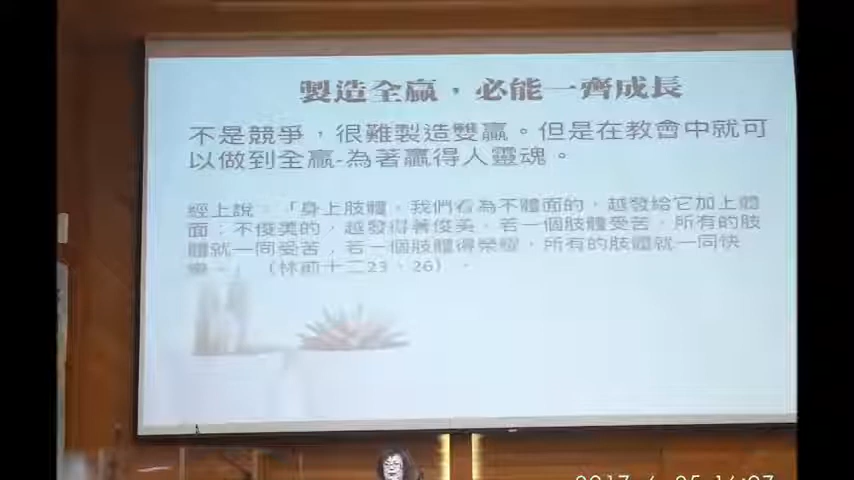 製造全贏，必能一齊成長
不是競爭，很難製造雙贏。但是在教會中就可
以做到全贏-為著贏得人靈魂。
經上說：「身上肢體，我們看為不體面的，越發給它加上體
面；不俊美的，越發得著俊美。若一個肢體受苦，所有的肢
體就一同受苦；若一個肢體得榮耀，所有的肢體就一同快
（林前十二23、26）。